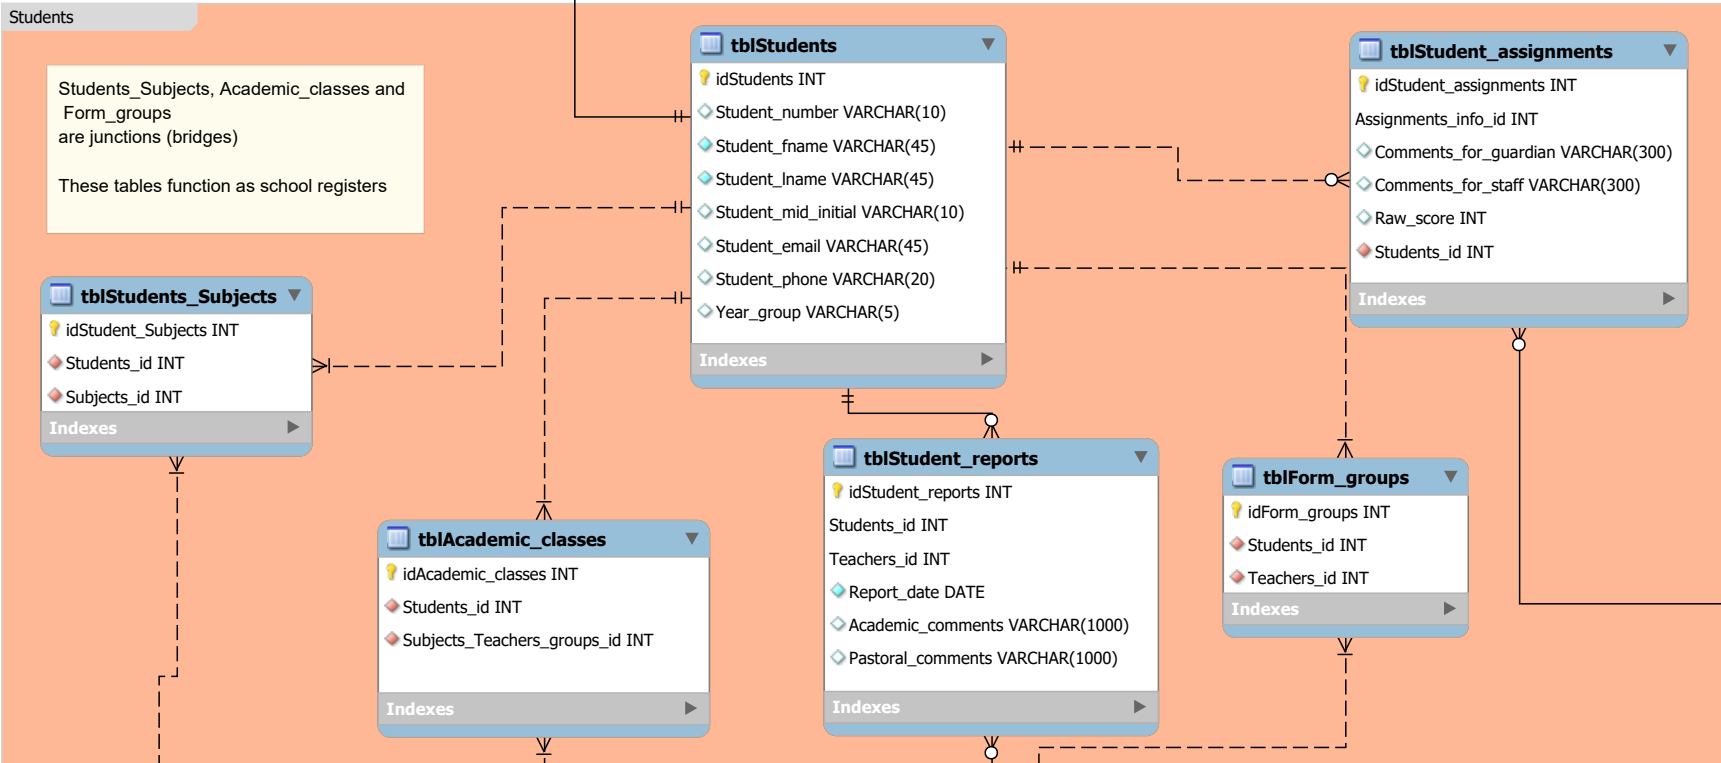 Students
Students_Subjects, Academic_classes and
Form_groups
are junctions (bridges)
These tables function as school registers
tblStudents
idStudents INT
Student_number VARCHAR(10)
Student_fname VARCHAR(45)
Student_lname VARCHAR(45)
Student_mid_initial VARCHAR(10)
Student_email VARCHAR(45)
Student_phone VARCHAR(20)
Year_group VARCHAR(5)
Indexes
tblStudent_assignments
idStudent_assignments INT
Assignments_info_id INT
Comments_for_guardian VARCHAR(300)
Comments_for_staff VARCHAR(300)
Raw_score INT
Students_id INT
Indexes
tblStudents_Subjects
idStudent_Subjects INT
Students_id INT
Subjects_id INT
Indexes
tblAcademic_classes
idAcademic_classes INT
Students_id INT
Subjects_Teachers_groups_id INT
Indexes
tblStudent_reports
idStudent_reports INT
Students_id INT
Teachers_id INT
Report_date DATE
Academic_comments VARCHAR(1000)
Pastoral_comments VARCHAR(1000)
Indexes
tblForm_groups
idForm_groups INT
Students_id INT
Teachers_id INT
Indexes